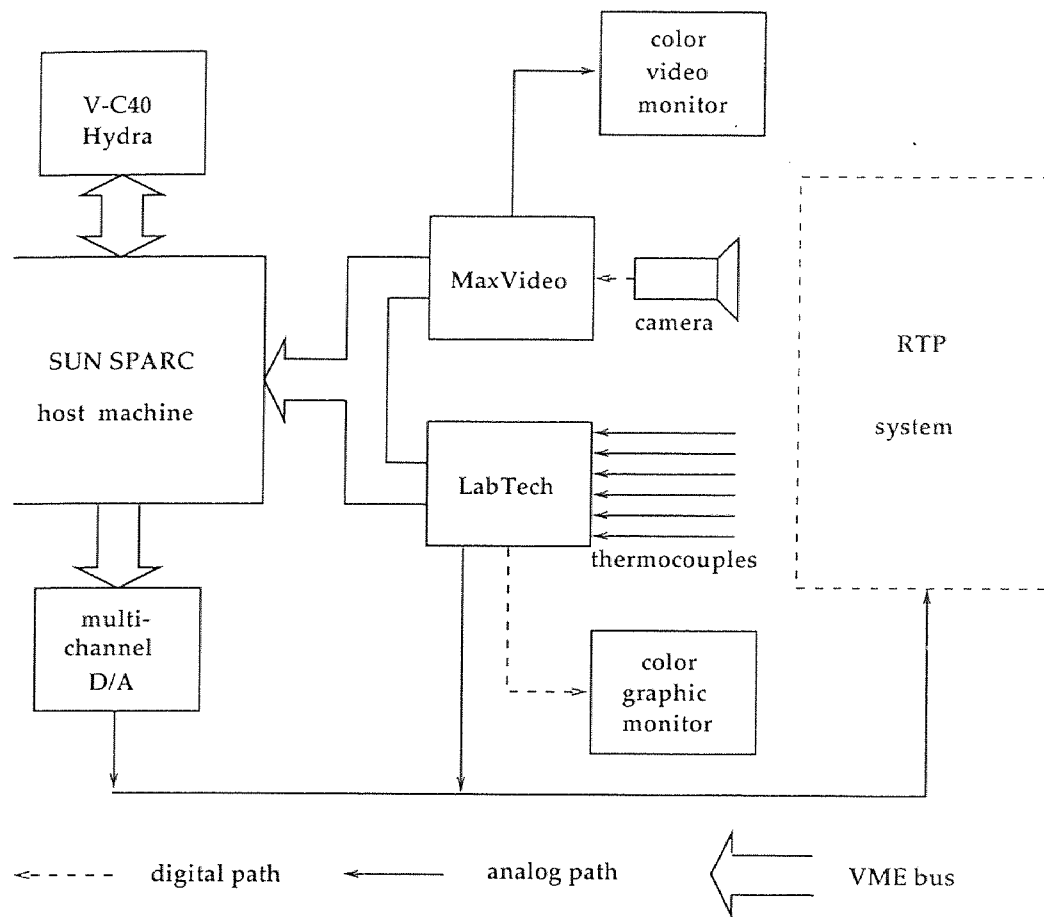 color
video
monitor
V-C40
Hydra
MaxVideo
camera
SUN SPARC
host machine
RTP
system
LabTech
thermocouples
multi-
channel
D/A
color
graphic
monitor
digital path
analog path
VME bus